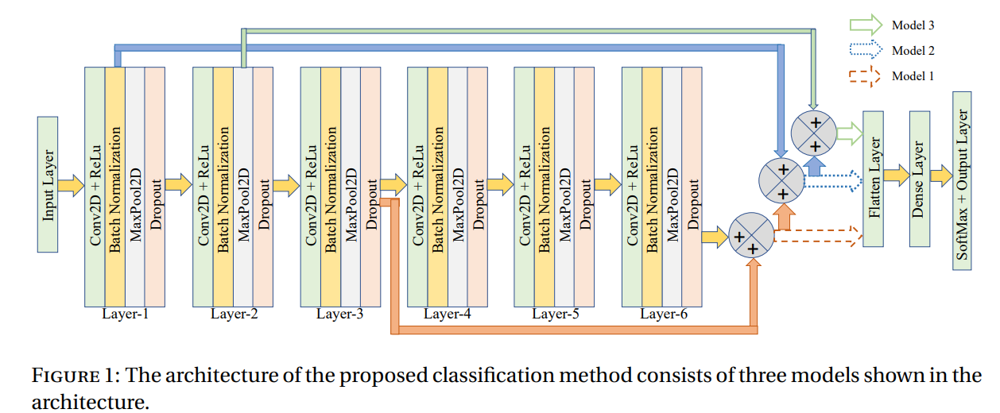 Model 3
Model 2
Model 1
Input Layer
Conv2D + ReLu
Batch Normalization
MaxPool2D
Dropout
Layer-1
Conv2D + ReLu
Batch Normalization
MaxPool2D
Dropout
Layer-2
Conv2D + ReLu
Batch Normalization
MaxPool2D
Dropout
Layer-3
Conv2D + ReLu
Batch Normalization
MaxPool2D
Dropout
Layer-4
Conv2D + ReLu
Batch Normalization
MaxPool2D
Dropout
Layer-5
Conv2D + ReLu
Batch Normalization
MaxPool2D
Dropout
Layer-6
+
+
+
+
+
+
Flatten Layer
Dense Layer
SoftMax + Output Layer
FIGURE 1: The architecture of the proposed classification method consists of three models shown in the
architecture.